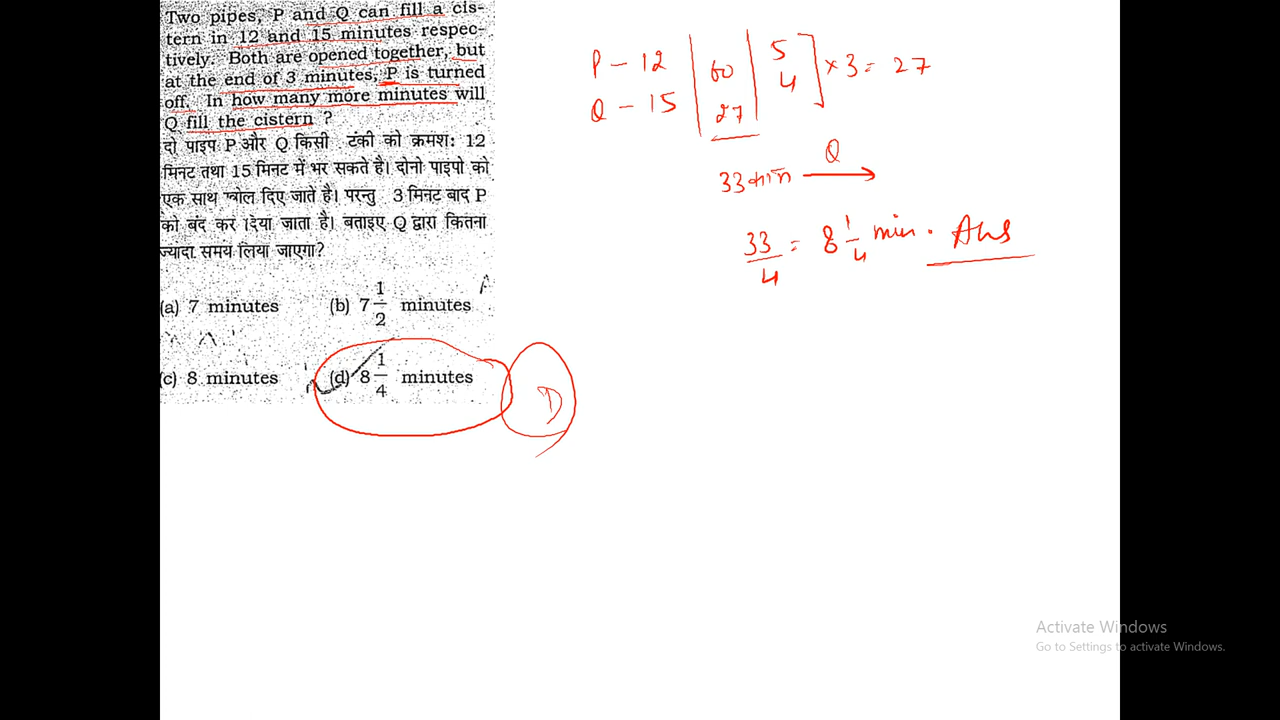 Two pipes, P and Q can fill a cis-
tern in 12 and 15 minutes respec-
tively. Both are opened together, but
at the end of 3 minutes, P is turned
off. In how many more minutes will
Q fill the cistern ?
दो पाइप P और Q किसी टंकी को क्रमश: 12
मिनट तथा 15 मिनट में भर सकते है। दोनो पाइपो को
एक साथ खोल दिए जाते है। परन्तु 3 मिनट बाद P
को बंद कर दिया जाता है। बताइए Q द्वारा कितना
ज्यादा समय लिया जाएगा?
(a) 7 minutes (b) 7 1/2 minutes
(c) 8 minutes (d) 8 1/4 minutes
D
P - 12 | 60 | 5 ] × 3 = 27
Q - 15 | 27 | 4
33 Q
33/4 = 8 1/4 min. Ans
Activate Windows
Go to Settings to activate Windows.